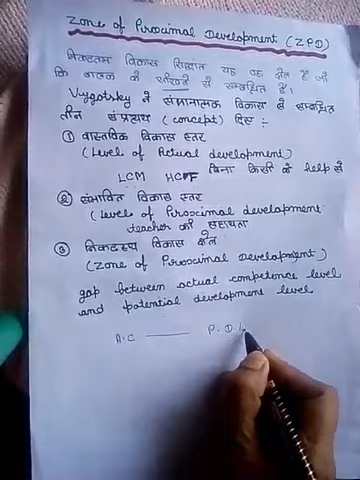 Zone of Proximal Development (ZPD)
निकटतम विकास सिद्धांत यह वह क्षेत्र है जो
कि बालक के सीखने से सम्बन्धित है।
Vygotsky ने संज्ञानात्मक विकास से सम्बन्धित
तीन संप्रत्यय (concept) दिए :-
① वास्तविक विकास स्तर
(Level of Actual development)
LCM HCF बिना किसी के help से
② संभावित विकास स्तर
(Level of Proximal development
teacher की सहायता
③ विकास क्षेत्र
(Zone of Proximal Development)
gap between actual competence level
and potential development level
A.C —— P.D.L